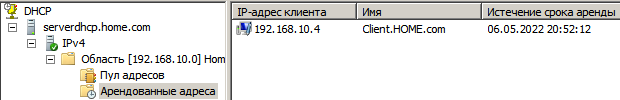 DHCP
serverdhcp.home.com
IPv4
Область [192.168.10.0] Hom
Пул адресов
Арендованные адреса
IP-адрес клиента Имя Истечение срока аренды
192.168.10.4 Client.HOME.com 06.05.2022 20:52:12